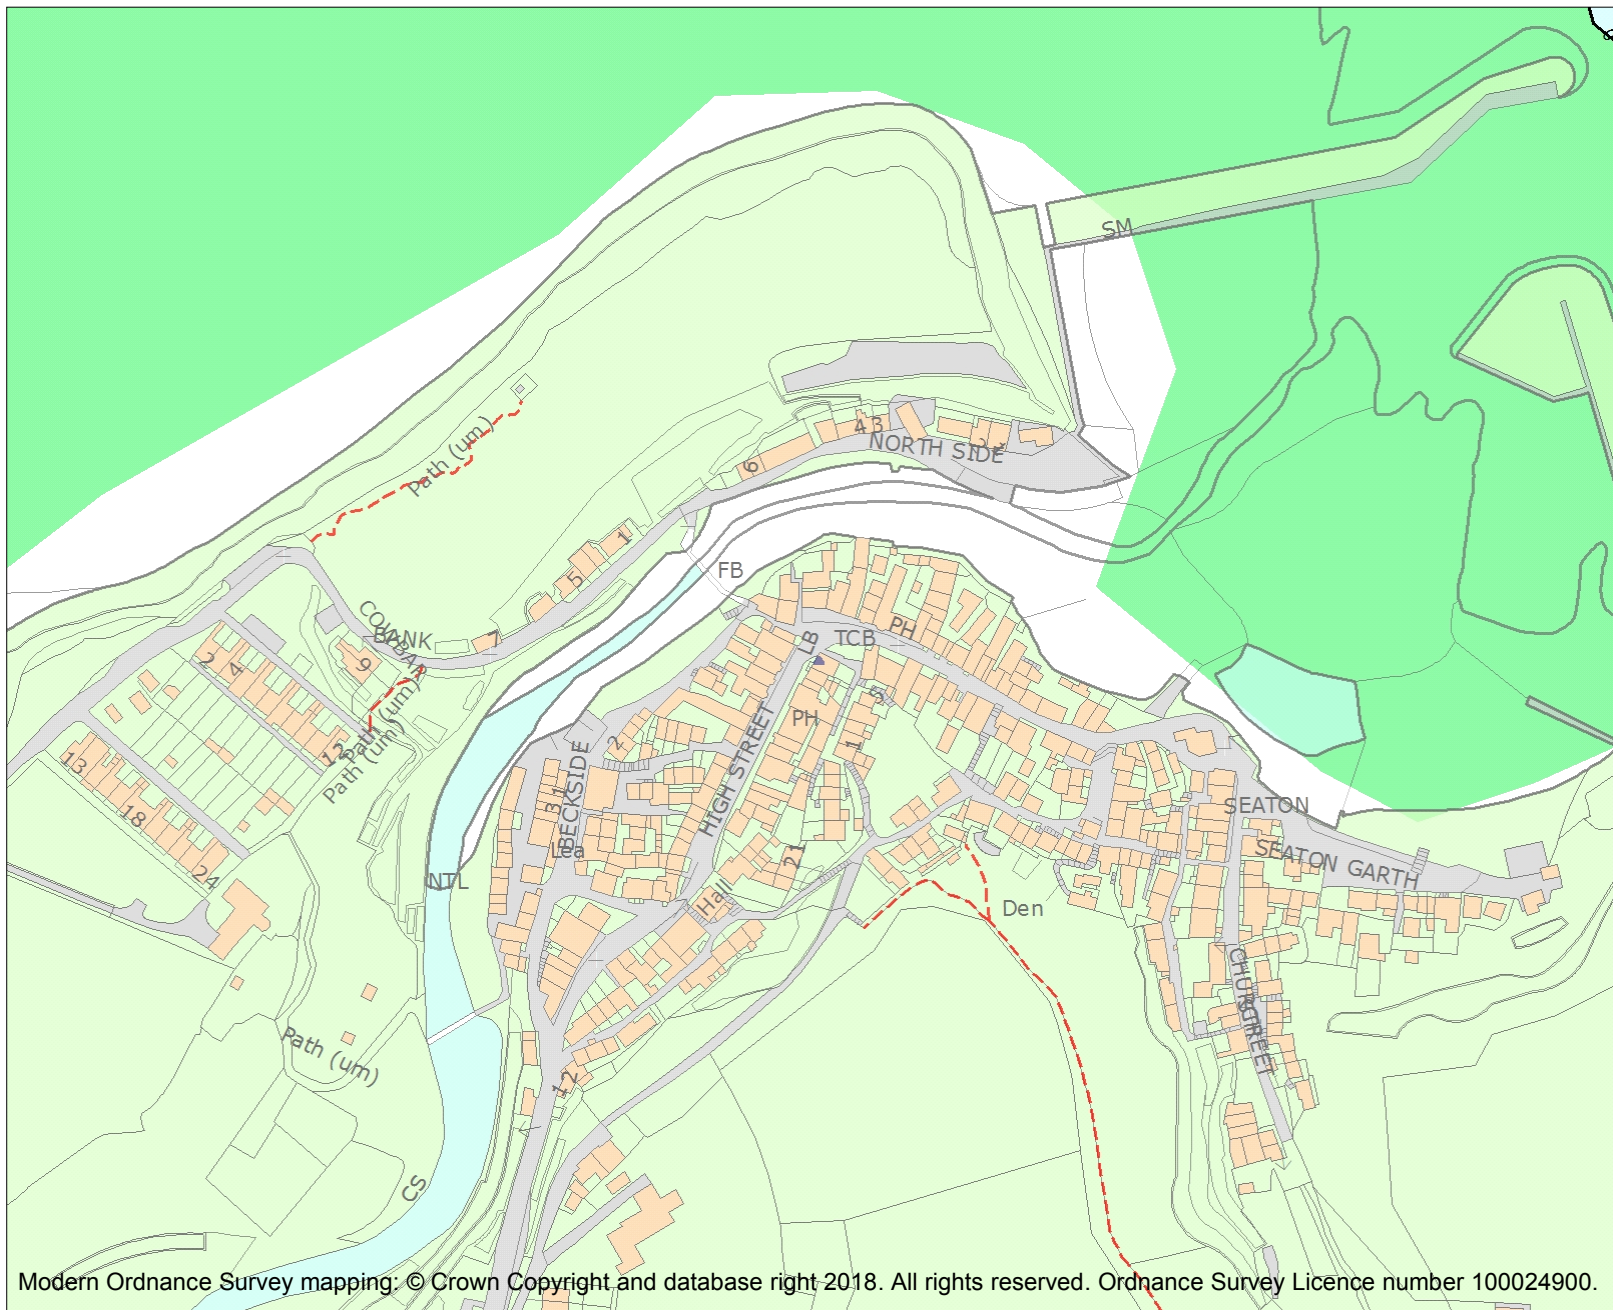 SM
Path (um)
4 3
NORTH SIDE
6
1
5
FB
COWBAR
BANK
7
9
LB
TCB
PH
2
4
12
Path (um)
Path (um)
PH
5
1
HIGH STREET
2
13
18
24
31
BECKSIDE
Lea
NTL
21
Hall
Den
SEATON
SEATON GARTH
CHURCH
STREET
Path (um)
12
CS
Modern Ordnance Survey mapping: © Crown Copyright and database right 2018. All rights reserved. Ordnance Survey Licence number 100024900.